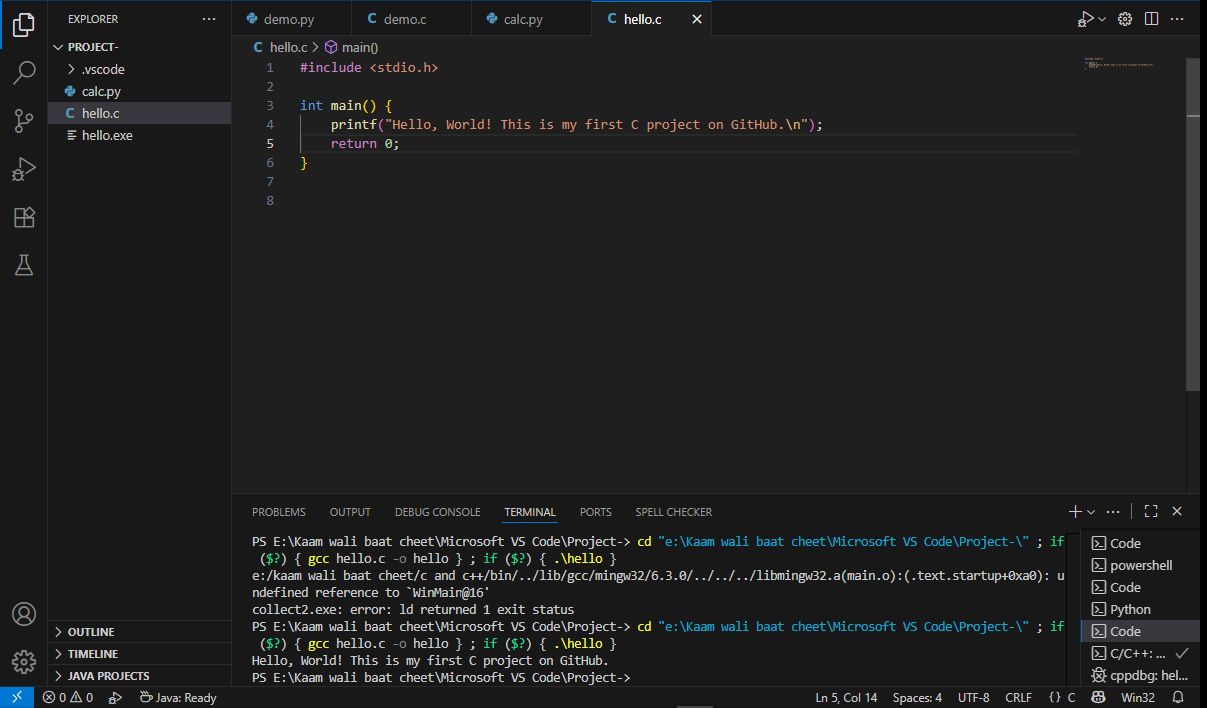 EXPLORER
PROJECT-
.vscode
calc.py
hello.c
hello.exe
OUTLINE
TIMELINE
JAVA PROJECTS
demo.py
demo.c
calc.py
hello.c
hello.c > main()
1 #include <stdio.h>
2
3 int main() {
4 printf("Hello, World! This is my first C project on GitHub.\n");
5 return 0;
6 }
7
8
PROBLEMS OUTPUT DEBUG CONSOLE TERMINAL PORTS SPELL CHECKER
PS E:\Kaam wali baat cheet\Microsoft VS Code\Project-> cd "e:\Kaam wali baat cheet\Microsoft VS Code\Project-\" ; if
($?) { gcc hello.c -o hello } ; if ($?) { .\hello }
e:/kaam wali baat cheet/c and c++/bin/../lib/gcc/mingw32/6.3.0/../../../libmingw32.a(main.o):(.text.startup+0xa0): u
ndefined reference to `WinMain@16'
collect2.exe: error: ld returned 1 exit status
PS E:\Kaam wali baat cheet\Microsoft VS Code\Project-> cd "e:\Kaam wali baat cheet\Microsoft VS Code\Project-\" ; if
($?) { gcc hello.c -o hello } ; if ($?) { .\hello }
Hello, World! This is my first C project on GitHub.
PS E:\Kaam wali baat cheet\Microsoft VS Code\Project->
Code
powershell
Code
Python
Code
C/C++: ...
cppdbg: hel...
0 0 Java: Ready
Ln 5, Col 14 Spaces: 4 UTF-8 CRLF {} C Win32